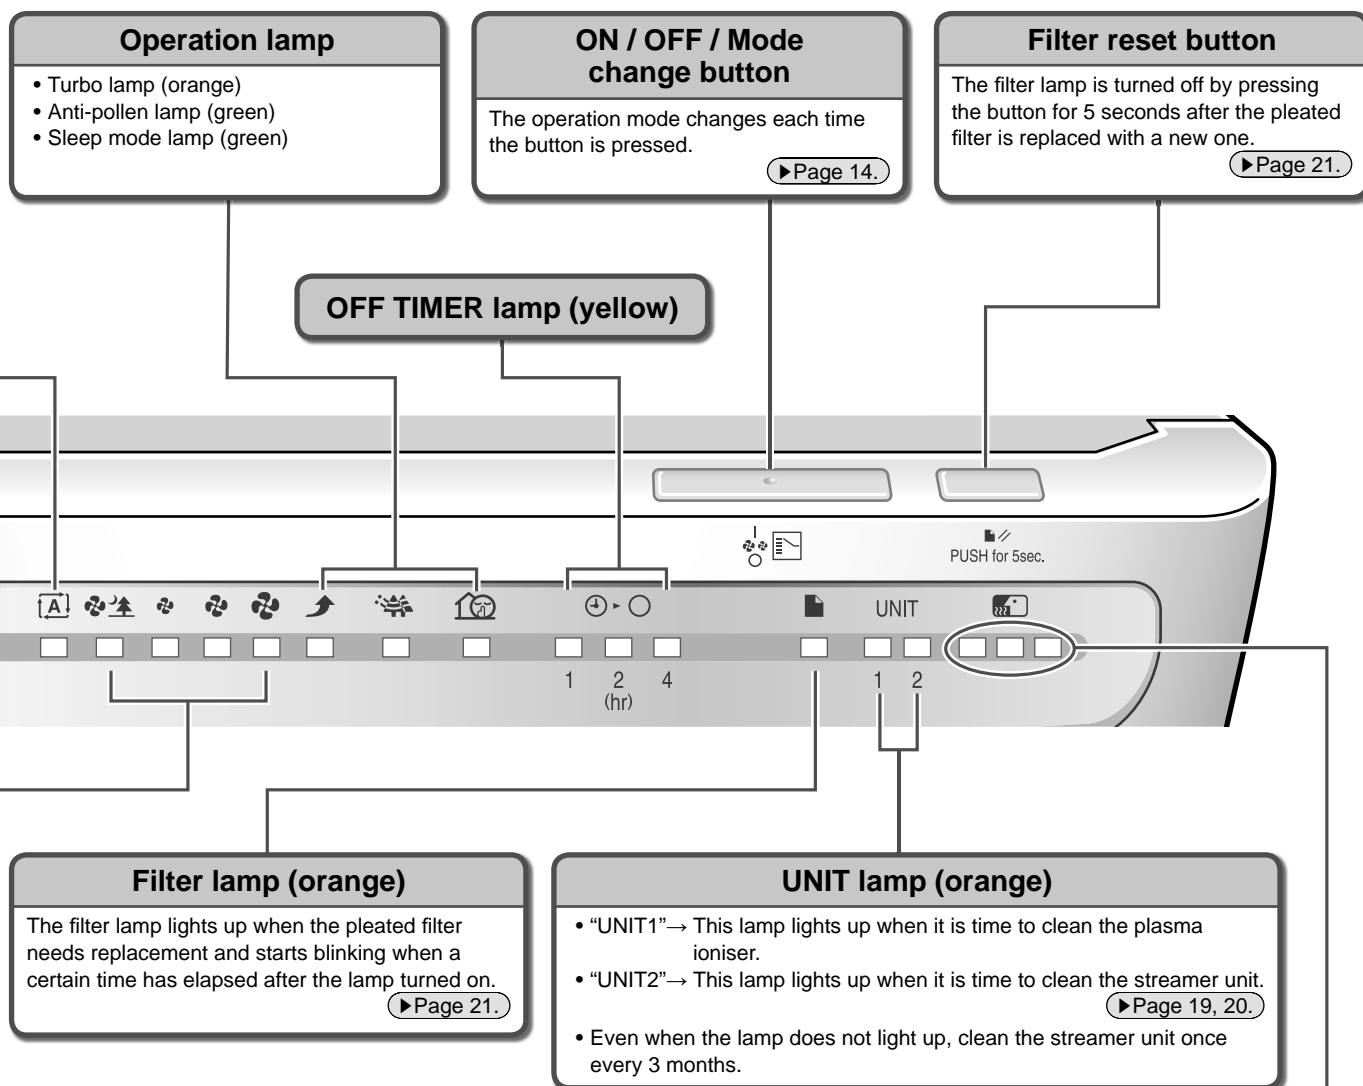 Operation lamp
• Turbo lamp (orange)
• Anti-pollen lamp (green)
• Sleep mode lamp (green)
ON / OFF / Mode
change button
The operation mode changes each time
the button is pressed.
▶Page 14.
Filter reset button
The filter lamp is turned off by pressing
the button for 5 seconds after the pleated
filter is replaced with a new one.
▶Page 21.
OFF TIMER lamp (yellow)
PUSH for 5sec.
A
UNIT
1 2 4
(hr)
1 2
Filter lamp (orange)
The filter lamp lights up when the pleated filter
needs replacement and starts blinking when a
certain time has elapsed after the lamp turned on.
▶Page 21.
UNIT lamp (orange)
• “UNIT1”→ This lamp lights up when it is time to clean the plasma
ioniser.
• “UNIT2”→ This lamp lights up when it is time to clean the streamer unit.
▶Page 19, 20.
• Even when the lamp does not light up, clean the streamer unit once
every 3 months.